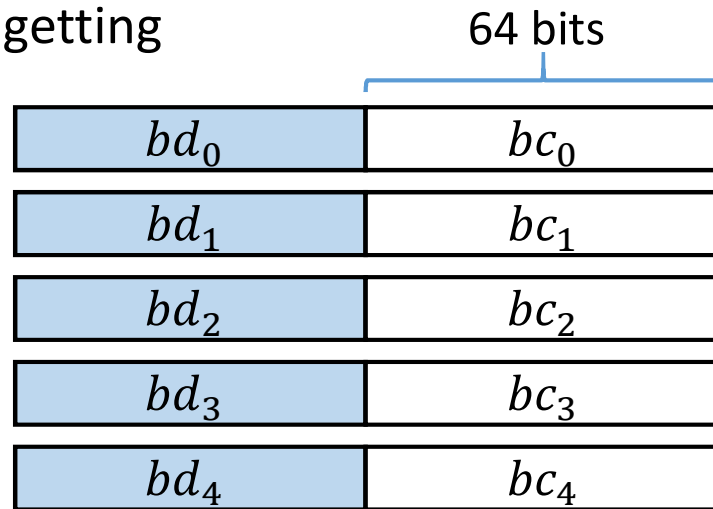 getting 64 bits
bd₀ bc₀
bd₁ bc₁
bd₂ bc₂
bd₃ bc₃
bd₄ bc₄